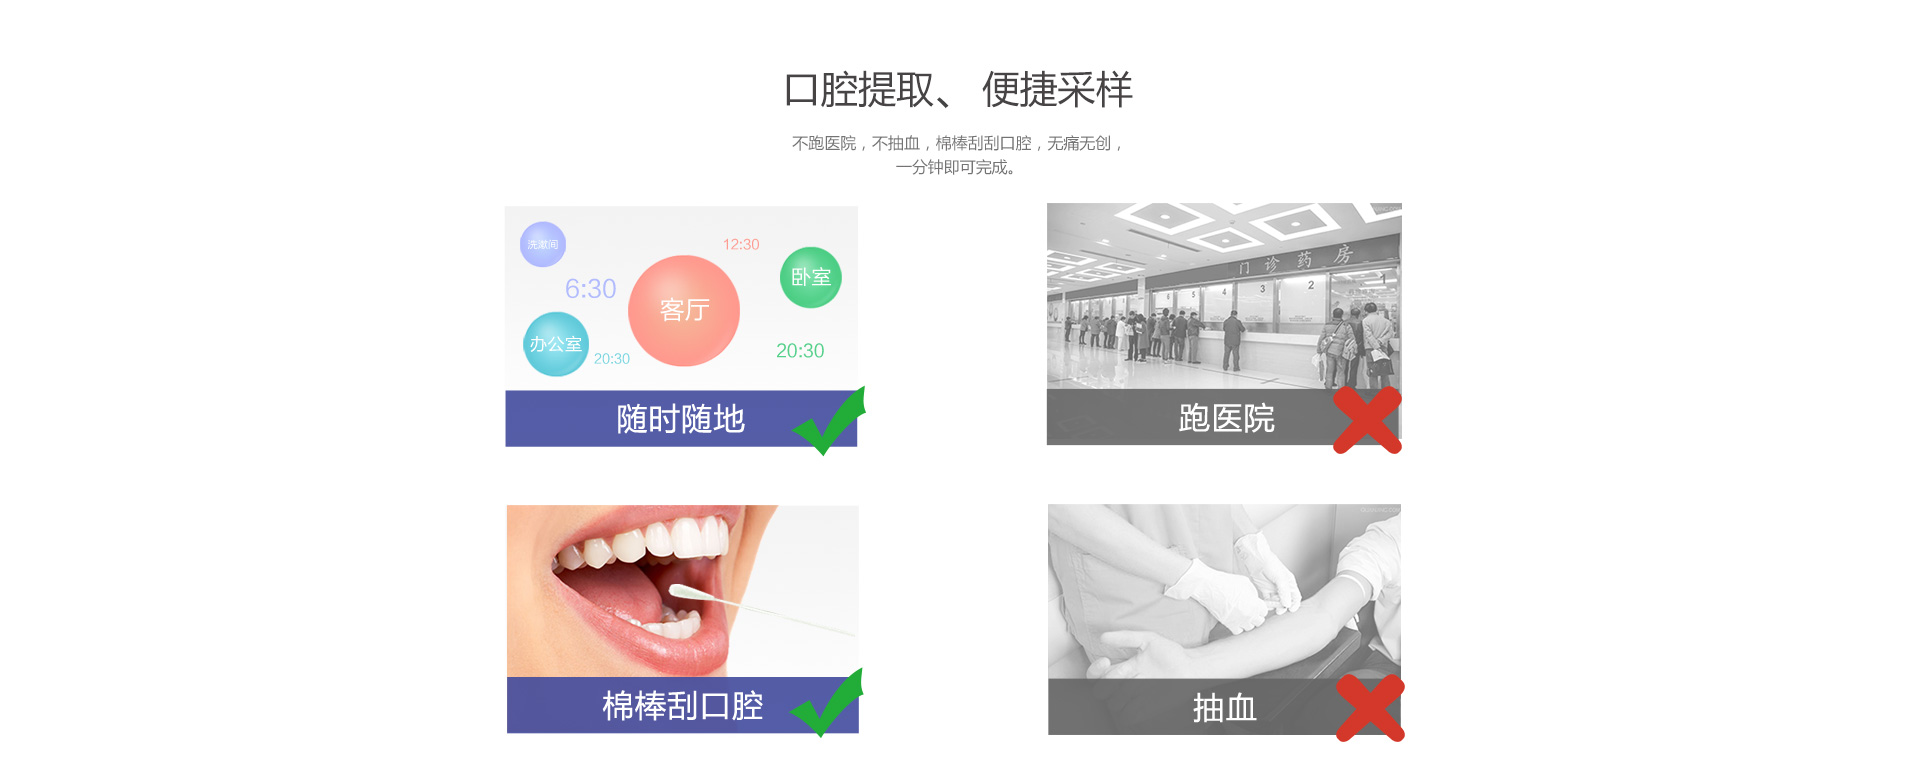 口腔提取、 便捷采样
不跑医院，不抽血，棉棒刮刮口腔，无痛无创，
一分钟即可完成。
洗漱间
12:30
卧室
6:30
客厅
办公室
20:30
20:30
随时随地
门诊药房
6 5 4 3 2 1
跑医院
棉棒刮口腔
抽血